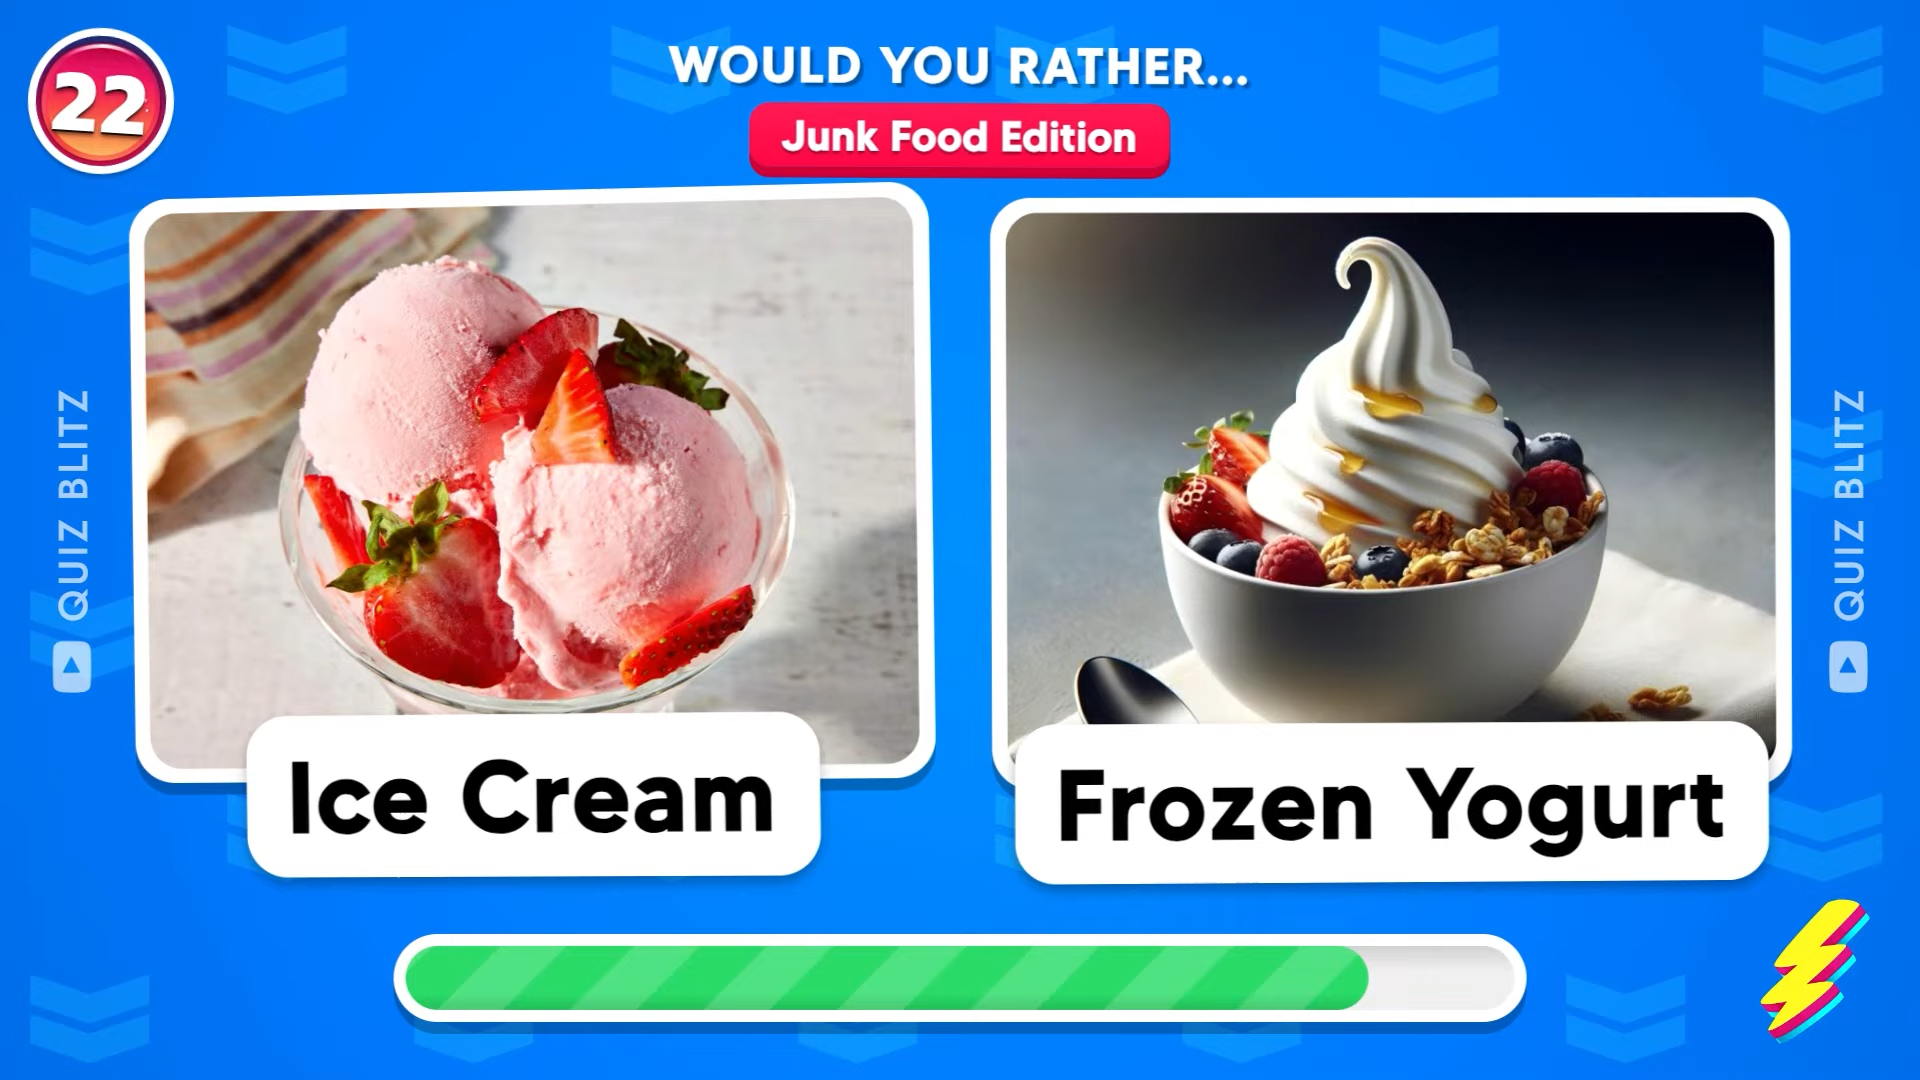 22
WOULD YOU RATHER...
Junk Food Edition
QUIZ BLITZ
QUIZ BLITZ
Ice Cream
Frozen Yogurt